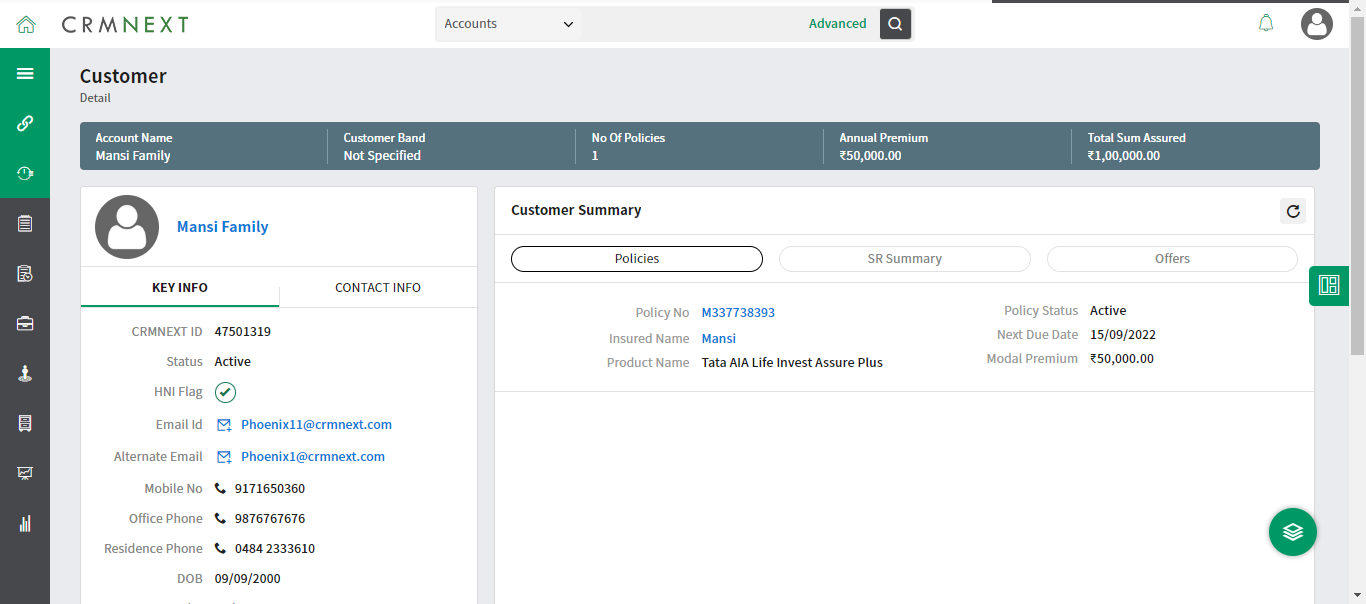 CRMNEXT
Accounts
Advanced
Customer
Detail
Account Name
Mansi Family
Customer Band
Not Specified
No Of Policies
1
Annual Premium
₹50,000.00
Total Sum Assured
₹1,00,000.00
Mansi Family
KEY INFO
CONTACT INFO
CRMNEXT ID 47501319
Status Active
HNI Flag
Email Id Phoenix11@crmnext.com
Alternate Email Phoenix1@crmnext.com
Mobile No 9171650360
Office Phone 9876767676
Residence Phone 0484 2333610
DOB 09/09/2000
Customer Summary
Policies
SR Summary
Offers
Policy No M337738393
Insured Name Mansi
Product Name Tata AIA Life Invest Assure Plus
Policy Status Active
Next Due Date 15/09/2022
Modal Premium ₹50,000.00